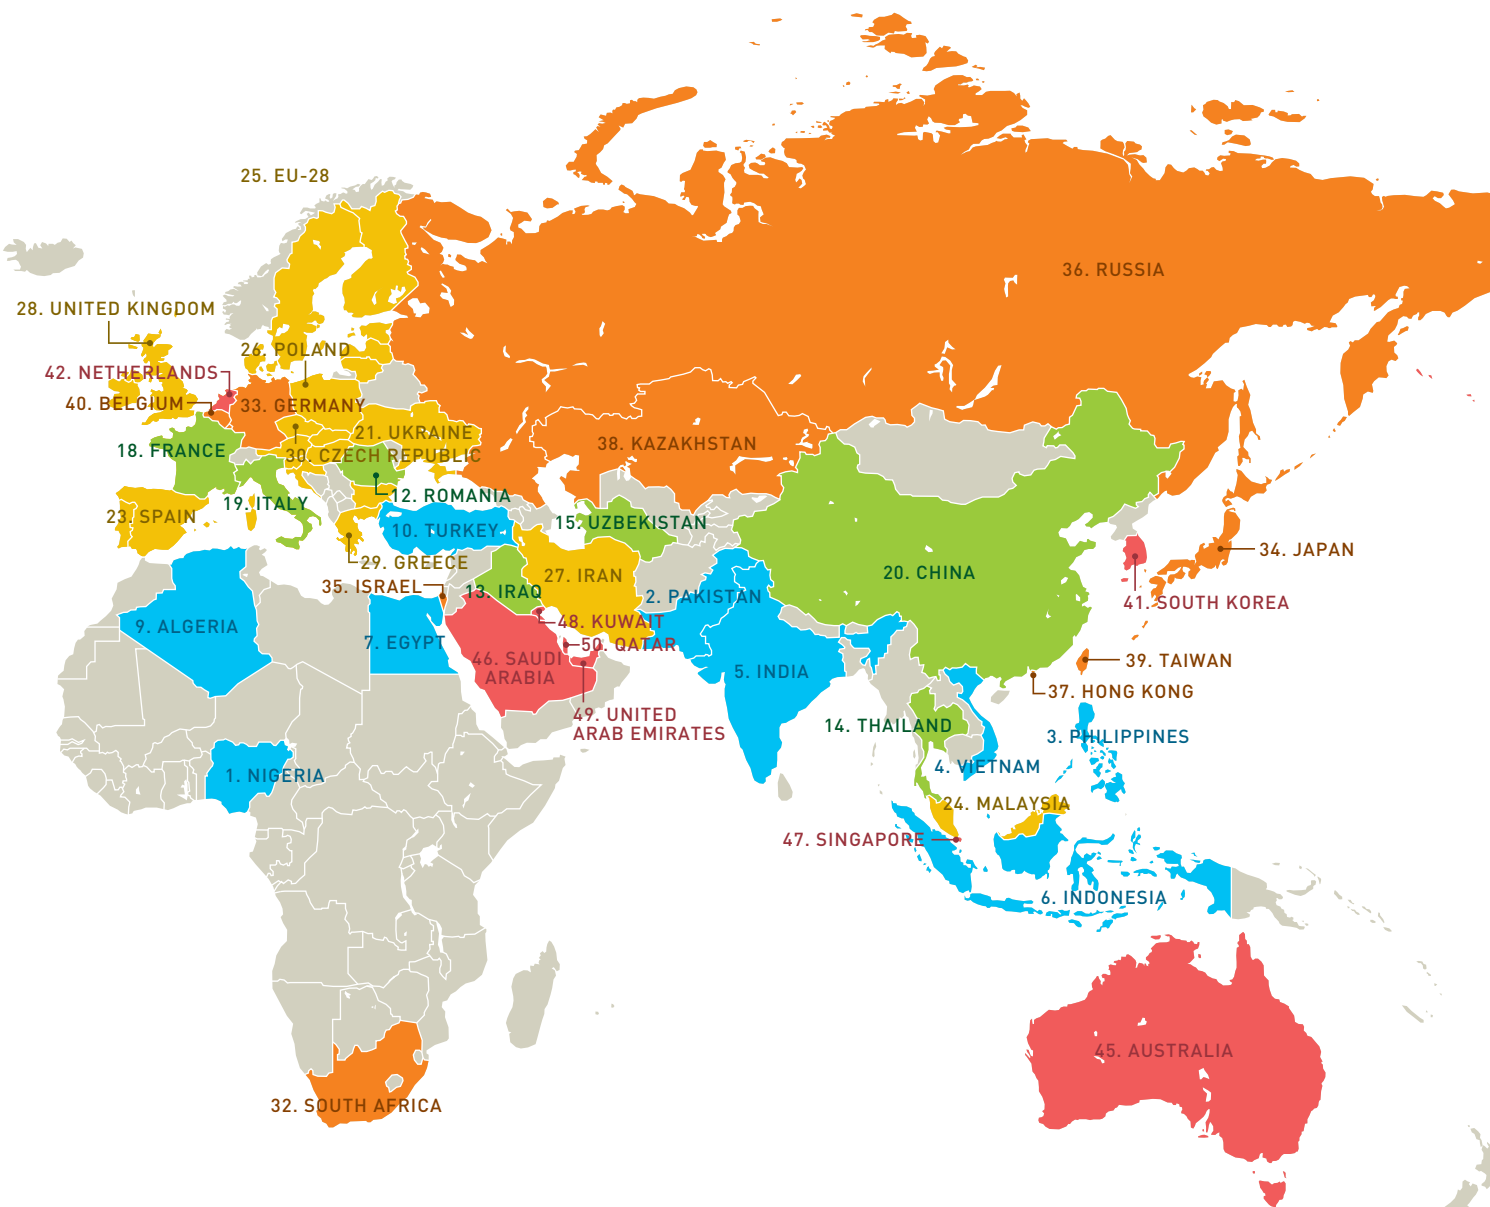 25. EU-28
36. RUSSIA
28. UNITED KINGDOM
26. POLAND
42. NETHERLANDS
40. BELGIUM
33. GERMANY
21. UKRAINE
38. KAZAKHSTAN
18. FRANCE
30. CZECH REPUBLIC
12. ROMANIA
19. ITALY
23. SPAIN
10. TURKEY
15. UZBEKISTAN
34. JAPAN
29. GREECE
27. IRAN
20. CHINA
35. ISRAEL
13. IRAQ
2. PAKISTAN
41. SOUTH KOREA
48. KUWAIT
9. ALGERIA
7. EGYPT
50. QATAR
46. SAUDI
ARABIA
5. INDIA
39. TAIWAN
37. HONG KONG
49. UNITED
ARAB EMIRATES
14. THAILAND
3. PHILIPPINES
4. VIETNAM
1. NIGERIA
24. MALAYSIA
47. SINGAPORE
6. INDONESIA
45. AUSTRALIA
32. SOUTH AFRICA